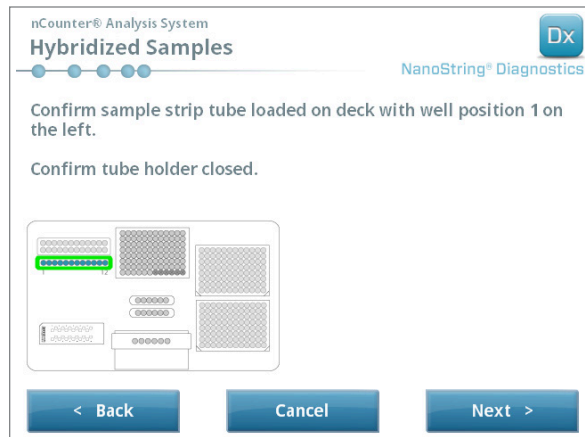 nCounter® Analysis System
Hybridized Samples
Dx
NanoString® Diagnostics
Confirm sample strip tube loaded on deck with well position 1 on
the left.
Confirm tube holder closed.
1 12
< Back
Cancel
Next >